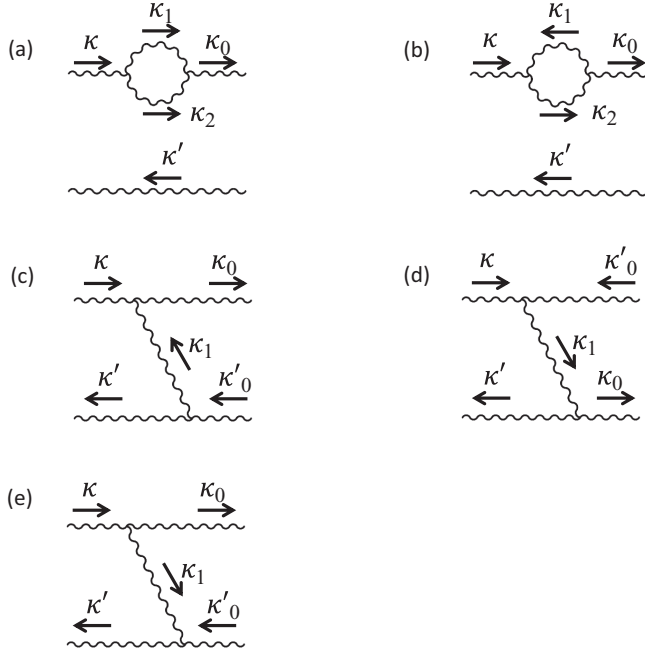 (a) κ κ₁ κ₀ κ₂ κ′
(b) κ κ₁ κ₀ κ₂ κ′
(c) κ κ₀ κ₁ κ′ κ′₀
(d) κ κ′₀ κ₁ κ′ κ₀
(e) κ κ₀ κ₁ κ′ κ′₀